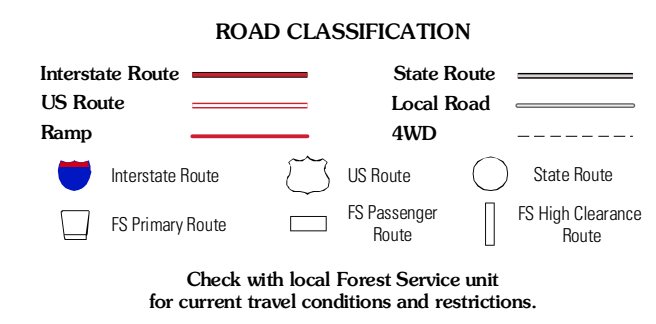 ROAD CLASSIFICATION
Interstate Route
State Route
US Route
Local Road
Ramp
4WD
Interstate Route
US Route
State Route
FS Primary Route
FS Passenger
Route
FS High Clearance
Route
Check with local Forest Service unit
for current travel conditions and restrictions.